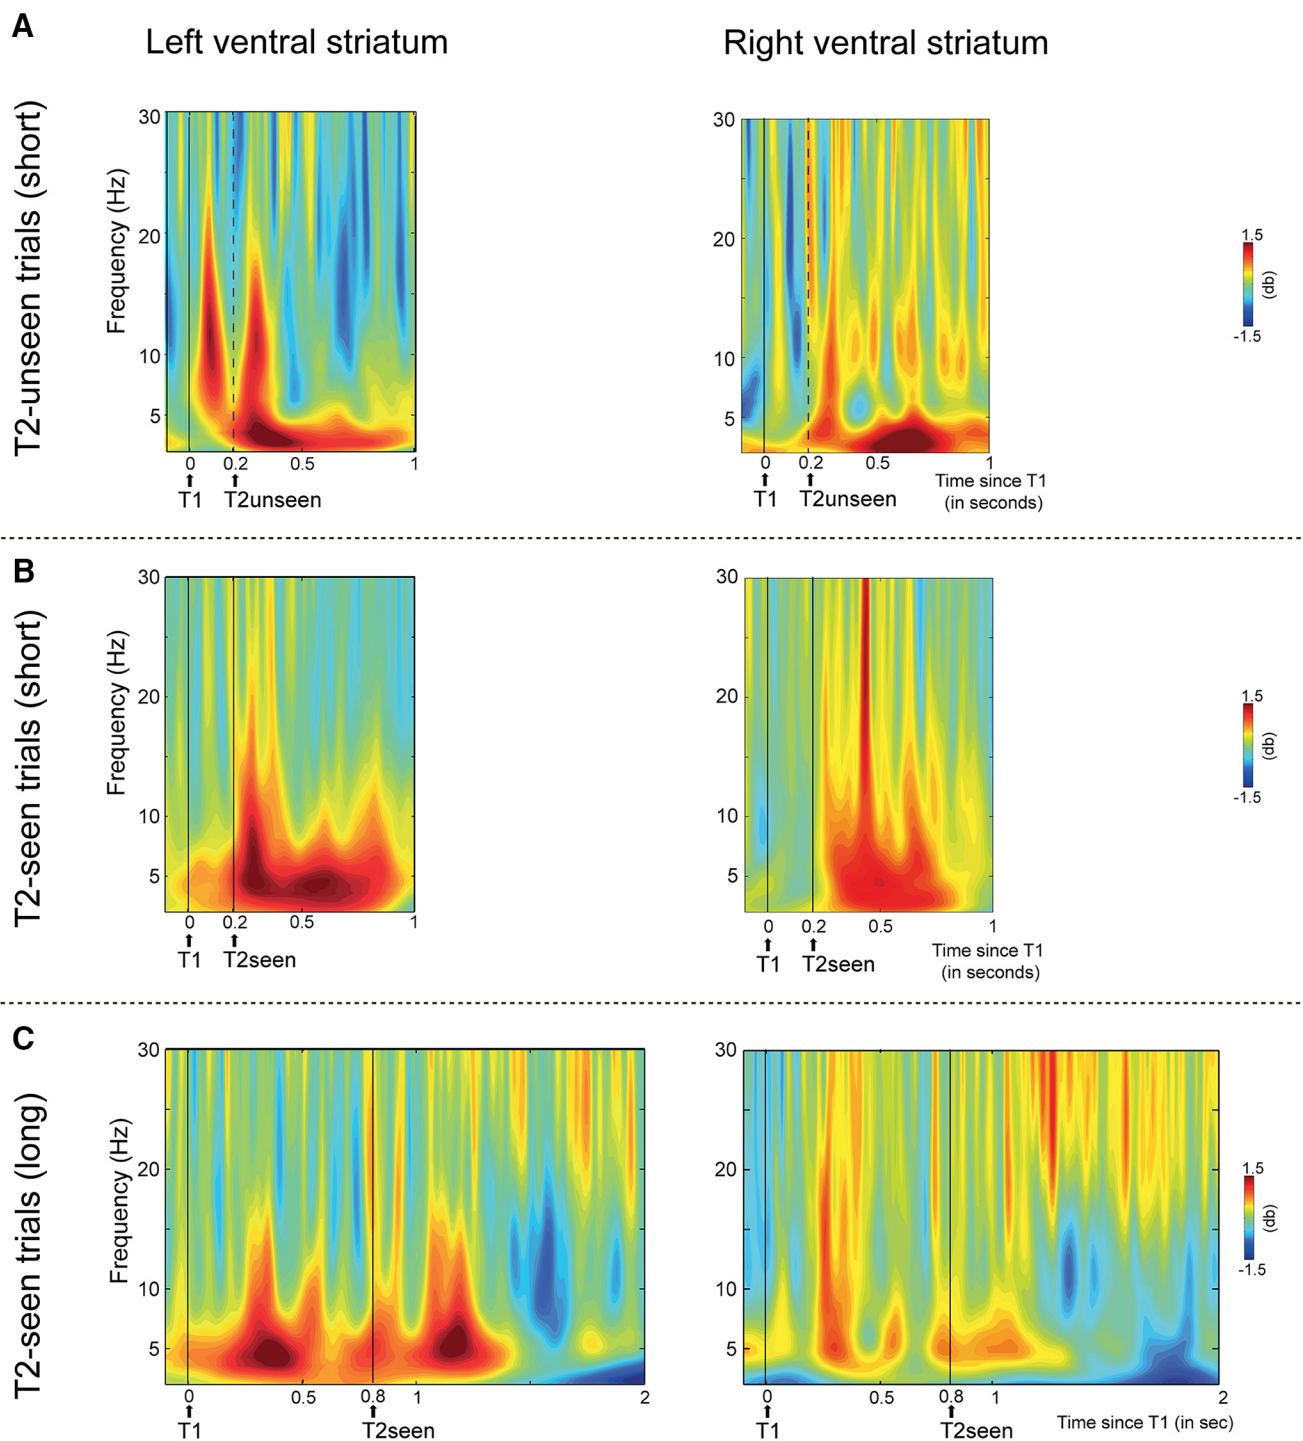 A
Left ventral striatum
Right ventral striatum
T2-unseen trials (short)
Frequency (Hz)
30
20
10
5
0
0.2
0.5
1
T1
T2unseen
30
20
10
5
0
0.2
0.5
1
T1
T2unseen
Time since T1
(in seconds)
1.5
(db)
-1.5
B
T2-seen trials (short)
Frequency (Hz)
30
20
10
5
0
0.2
0.5
1
T1
T2seen
30
20
10
5
0
0.2
0.5
1
T1
T2seen
Time since T1
(in seconds)
1.5
(db)
-1.5
C
T2-seen trials (long)
Frequency (Hz)
30
20
10
5
0
0.5
0.8
1
2
T1
T2seen
30
20
10
5
0
0.5
0.8
1
2
T1
T2seen
Time since T1 (in sec)
1.5
(db)
-1.5